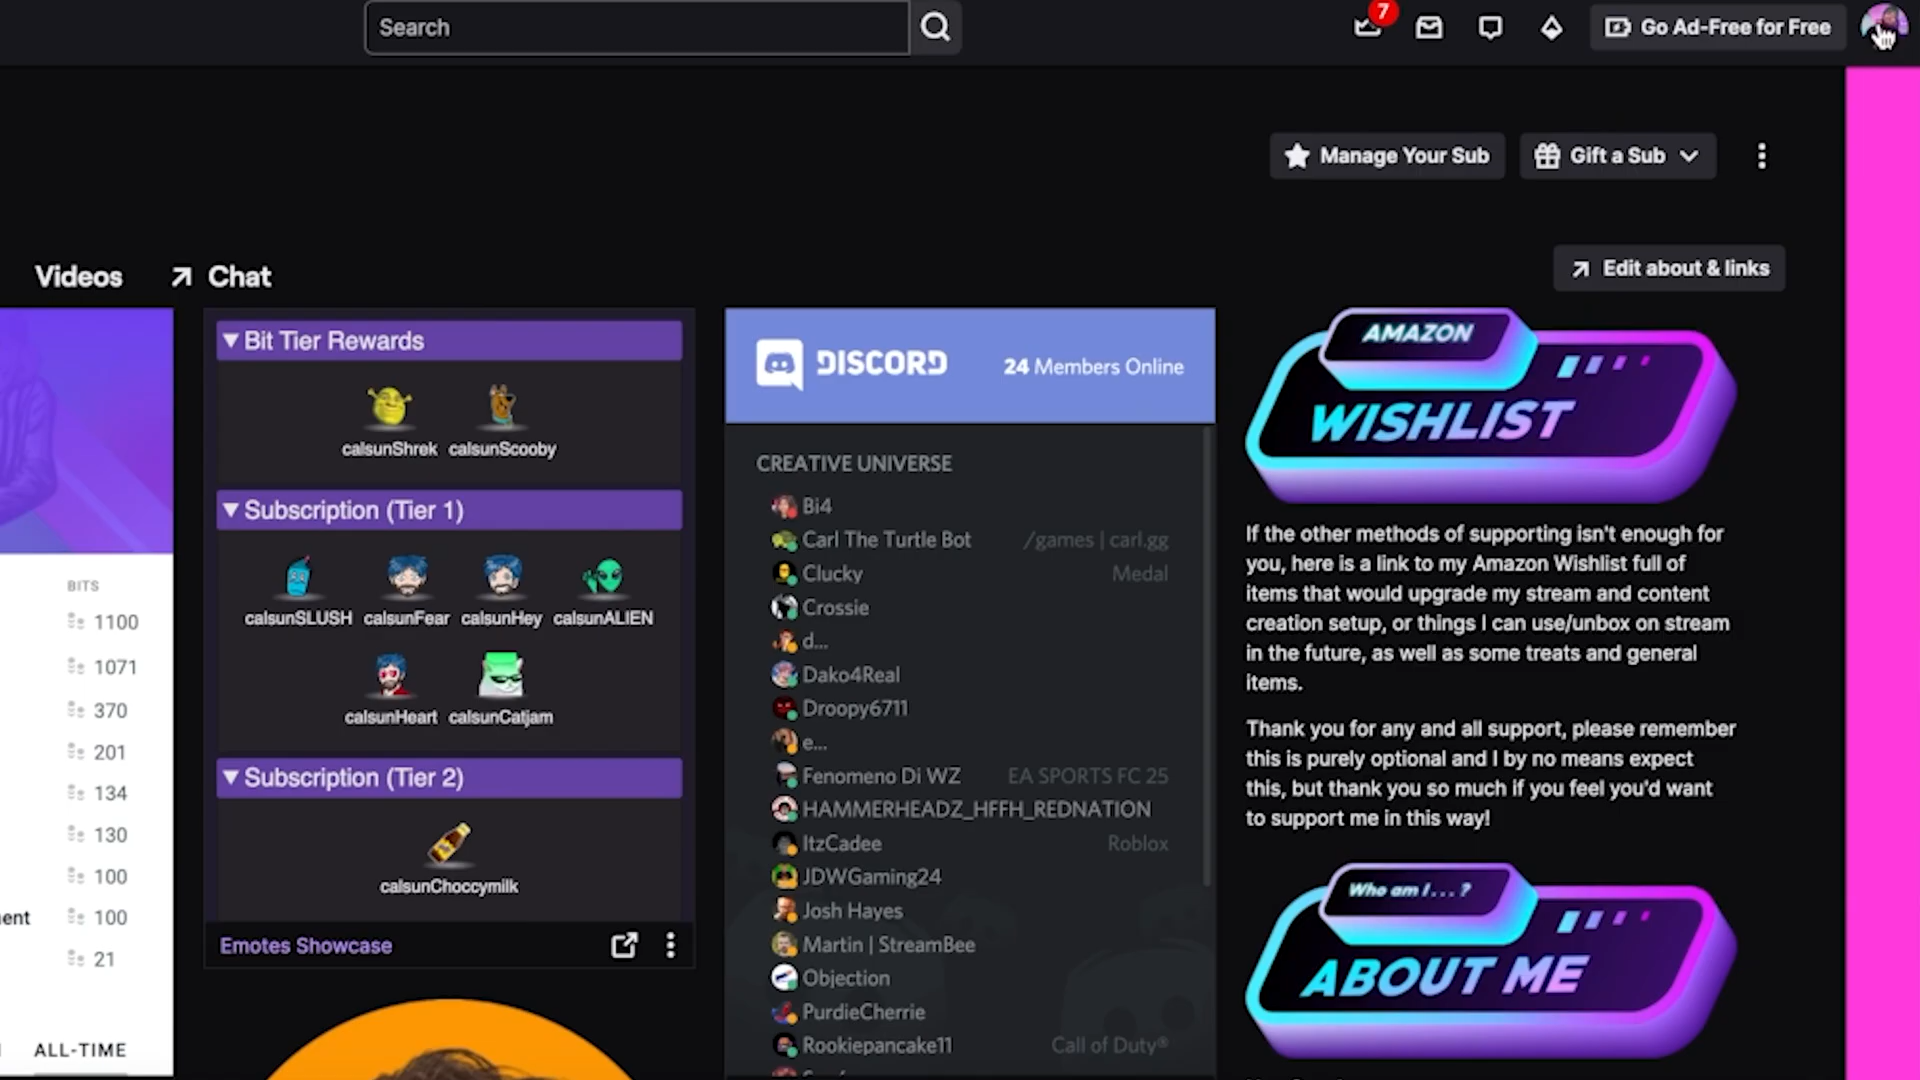 Search
7
Go Ad-Free for Free
Manage Your Sub
Gift a Sub
Videos
Chat
Edit about & links
BITS
1100
1071
370
201
134
130
100
ent
100
21
ALL-TIME
Bit Tier Rewards
calsunShrek calsunScooby
Subscription (Tier 1)
calsunSLUSH calsunFear calsunHey calsunALIEN
calsunHeart calsunCatjam
Subscription (Tier 2)
calsunChoccymilk
Emotes Showcase
DISCORD
24 Members Online
CREATIVE UNIVERSE
Bi4
Carl The Turtle Bot /games | carl.gg
Clucky Medal
Crossie
d...
Dako4Real
Droopy6711
e...
Fenomeno Di WZ EA SPORTS FC 25
HAMMERHEADZ_HFFH_REDNATION
ItzCadee Roblox
JDWGaming24
Josh Hayes
Martin | StreamBee
Objection
PurdieCherrie
Rookiepancake11 Call of Duty®
AMAZON
WISHLIST
If the other methods of supporting isn't enough for
you, here is a link to my Amazon Wishlist full of
items that would upgrade my stream and content
creation setup, or things I can use/unbox on stream
in the future, as well as some treats and general
items.
Thank you for any and all support, please remember
this is purely optional and I by no means expect
this, but thank you so much if you feel you'd want
to support me in this way!
Who am I...?
ABOUT ME